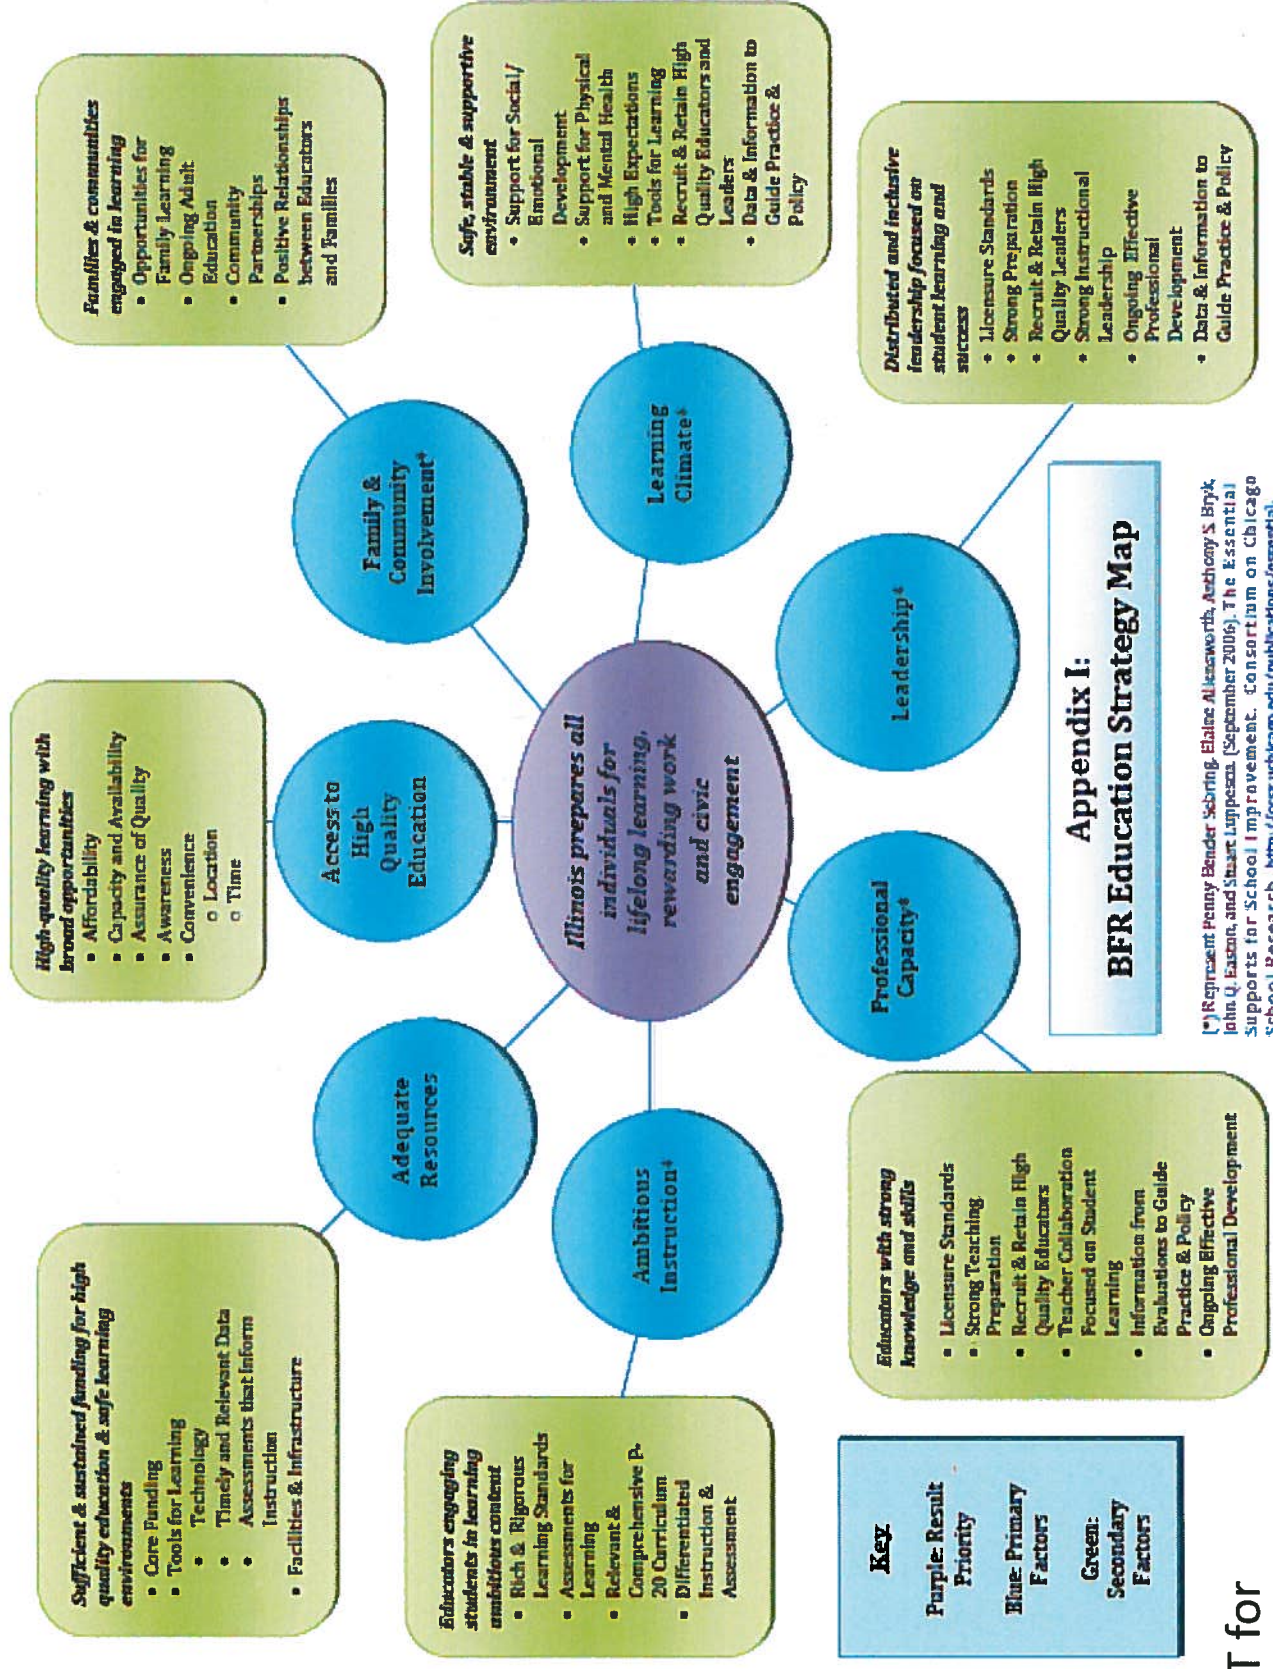 Sufficient & sustained funding for high
quality education & safe learning
environments
• Core Funding
• Tools for Learning
• Technology
• Timely and Relevant Data
• Assessments that Inform
Instruction
• Facilities & Infrastructure
High-quality learning with
broad opportunities
• Affordability
• Capacity and Availability
• Assurance of Quality
• Awareness
• Convenience
o Location
o Time
Families & communities
engaged in learning
• Opportunities for
Family Learning
• Ongoing Adult
Education
• Community
Partnerships
• Positive Relationships
between Educators
and Families
Adequate
Resources
Access to
High
Quality
Education
Family &
Community
Involvement*
Educators engaging
students in learning
ambitious content
• Rich & Rigorous
Learning Standards
• Assessments for
Learning
• Relevant &
Comprehensive P-
20 Curriculum
• Differentiated
Instruction &
Assessment
Ambitious
Instruction*
Illinois prepares all
individuals for
lifelong learning,
rewarding work
and civic
engagement
Learning
Climate*
Safe, stable & supportive
environment
• Support for Social/
Emotional
Development
• Support for Physical
and Mental Health
• High Expectations
• Tools for Learning
• Recruit & Retain High
Quality Educators and
Leaders
• Data & Information to
Guide Practice &
Policy
Professional
Capacity*
Leadership*
Key
Purple: Result
Priority
Blue: Primary
Factors
Green:
Secondary
Factors
Educators with strong
knowledge and skills
• Licensure Standards
• Strong Teaching
Preparation
• Recruit & Retain High
Quality Educators
• Teacher Collaboration
Focused on Student
Learning
• Information from
Evaluations to Guide
Practice & Policy
• Ongoing Effective
Professional Development
Appendix I:
BFR Education Strategy Map
Distributed and inclusive
leadership focused on
student learning and
success
• Licensure Standards
• Strong Preparation
• Recruit & Retain High
Quality Leaders
• Strong Instructional
Leadership
• Ongoing Effective
Professional
Development
• Data & Information to
Guide Practice & Policy
(*) Represent Penny Bender Sebring, Elaine Allensworth, Anthony S. Bryk,
John Q. Easton, and Stuart Luppescu. (September 2006). The Essential
Supports for School Improvement. Consortium on Chicago
School Research. http://ccsr.uchicago.edu/publications/essential-
T for